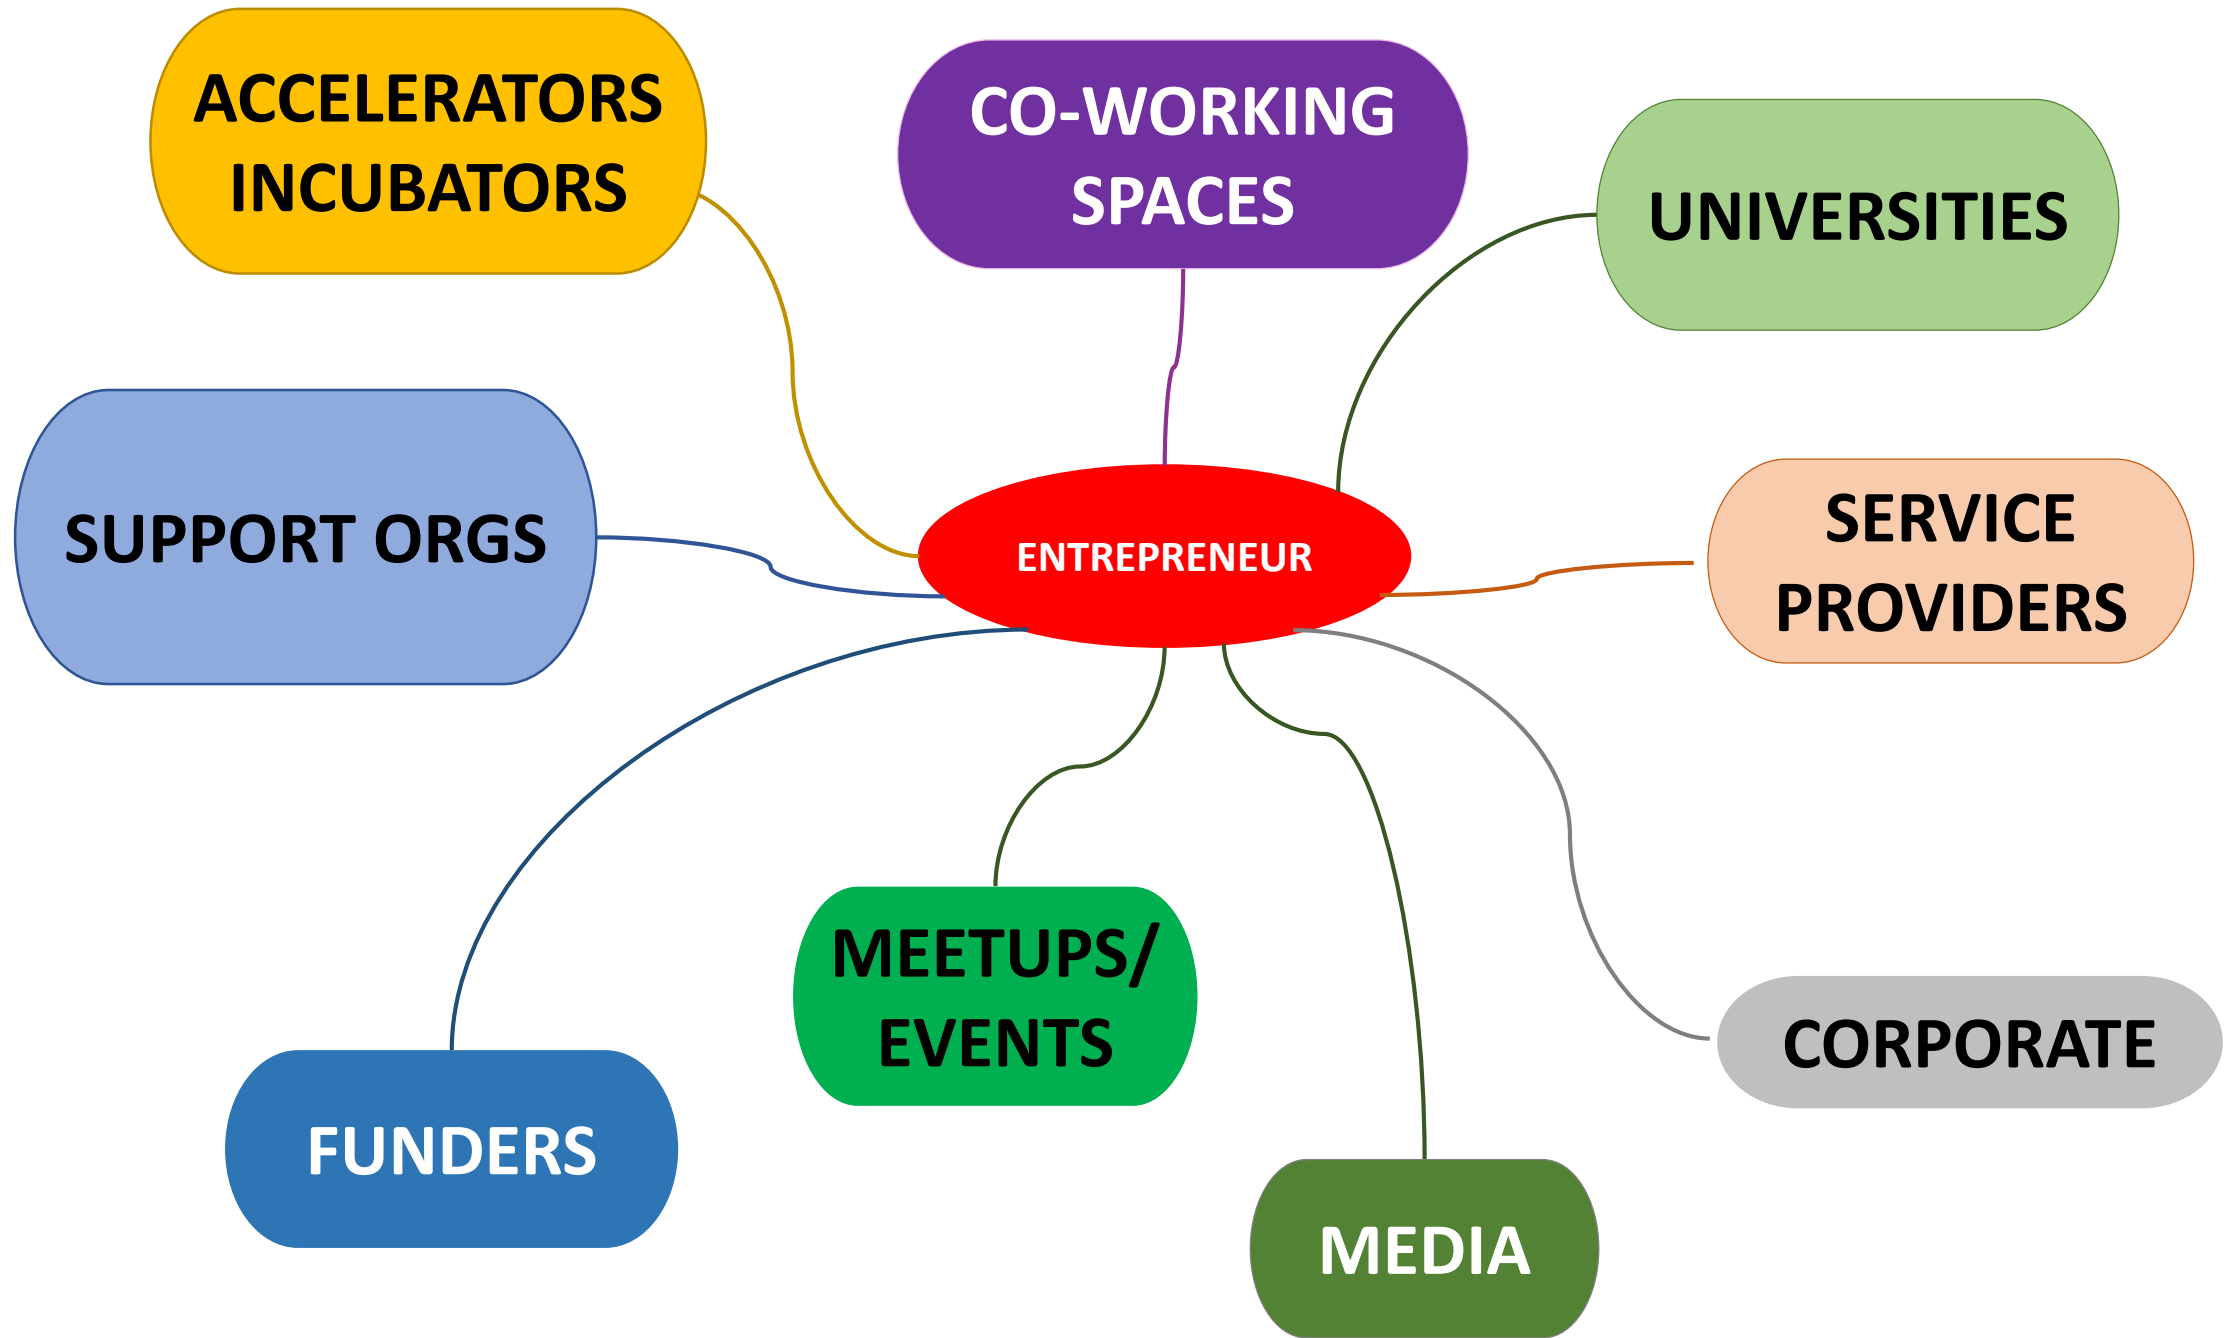 ACCELERATORS
INCUBATORS
CO-WORKING
SPACES
UNIVERSITIES
SUPPORT ORGS
ENTREPRENEUR
SERVICE
PROVIDERS
MEETUPS/
EVENTS
CORPORATE
FUNDERS
MEDIA